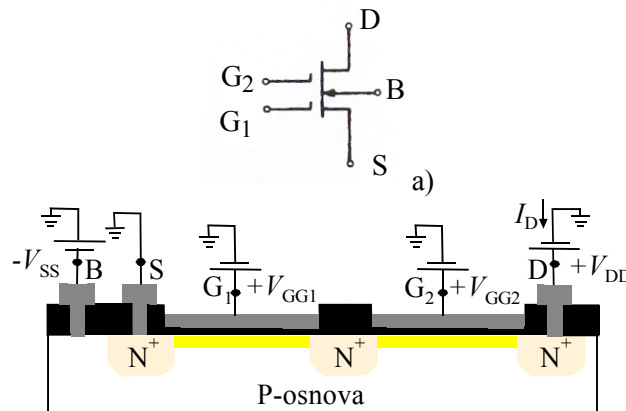 D
G2
B
G1
S
a)
ID
-VSS B S G1 +VGG1 G2 +VGG2 D +VDD
N+ N+ N+
P-osnova